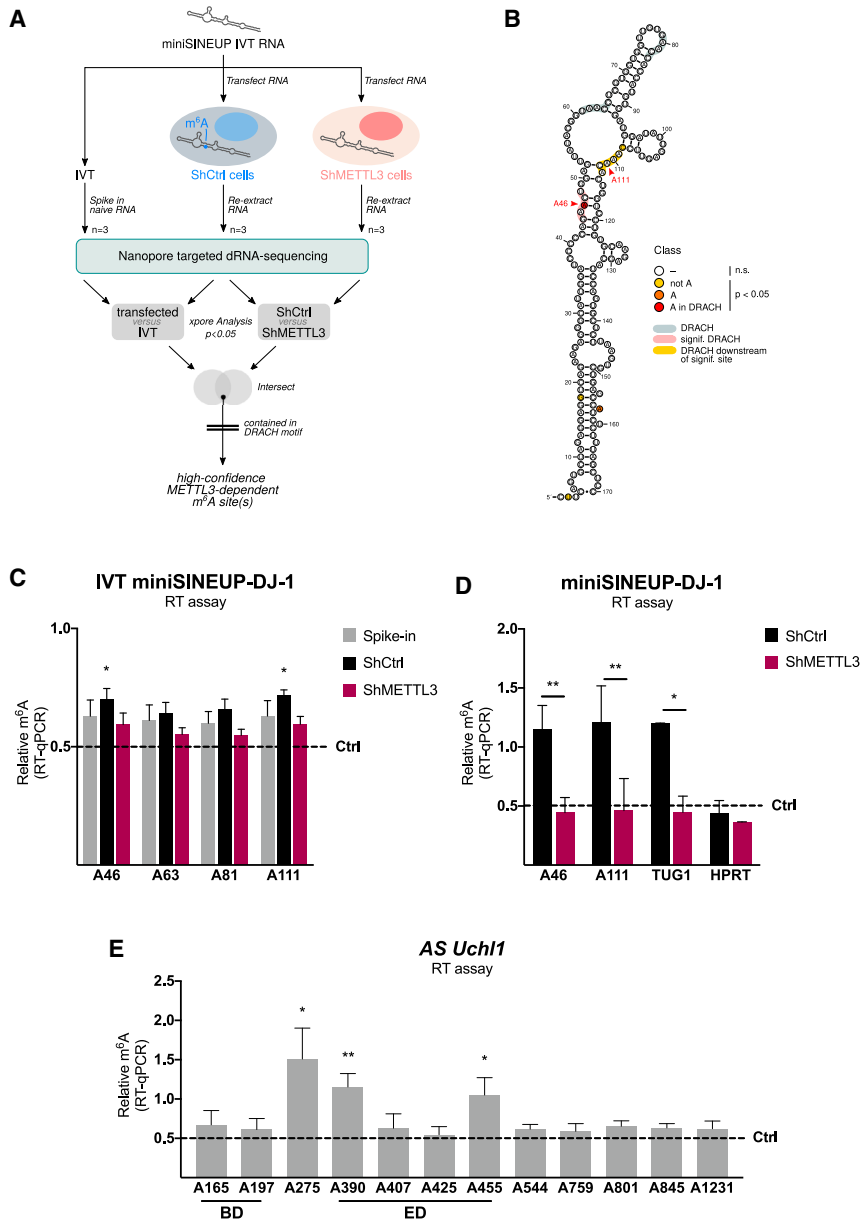 A
miniSINEUP IVT RNA
Transfect RNA
Transfect RNA
m⁶A
IVT
ShCtrl cells
ShMETTL3 cells
Spike in
naive RNA
Re-extract
RNA
Re-extract
RNA
n=3
n=3
n=3
Nanopore targeted dRNA-sequencing
transfected
versus
IVT
xpore Analysis
p<0.05
ShCtrl
versus
ShMETTL3
Intersect
contained in
DRACH motif
high-confidence
METTL3-dependent
m⁶A site(s)
B
80
90
60
100
110
A111
50
A46
120
40
130
30
140
150
20
160
10
5´
170
Class
–
n.s.
not A
A
p < 0.05
A in DRACH
DRACH
signif. DRACH
DRACH downstream
of signif. site
C
IVT miniSINEUP-DJ-1
RT assay
Relative m⁶A
(RT-qPCR)
1.0
0.5
*
*
Spike-in
ShCtrl
ShMETTL3
Ctrl
A46 A63 A81 A111
D
miniSINEUP-DJ-1
RT assay
Relative m⁶A
(RT-qPCR)
2.0
1.5
1.0
0.5
**
**
*
ShCtrl
ShMETTL3
Ctrl
A46 A111 TUG1 HPRT
E
AS Uchl1
RT assay
Relative m⁶A
(RT-qPCR)
2.5
2.0
1.5
1.0
0.5
*
**
*
Ctrl
A165 A197 A275 A390 A407 A425 A455 A544 A759 A801 A845 A1231
BD ED